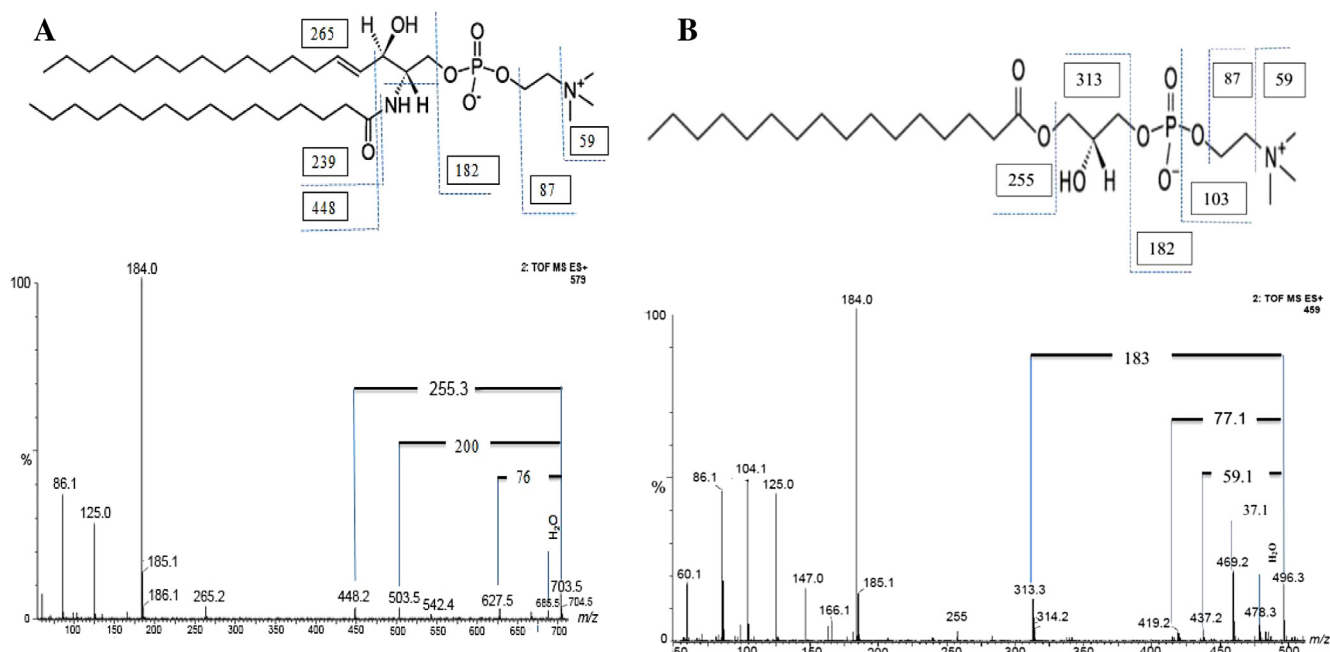 A
265
H
OH
O
O
P
O
O-
N+
NH
H
O
59
239
182
87
448
2: TOF MS ES+
579
100
184.0
255.3
200
76
%
86.1
125.0
H2O
185.1
186.1
265.2
448.2
503.5
542.4
627.5
685.5
703.5
704.5
100 150 200 250 300 350 400 450 500 550 600 650 700 m/z
B
O
313
O
87
59
O
O
P
O
N+
255
HO
H
O-
103
182
2: TOF MS ES+
459
100
184.0
183
77.1
86.1
104.1
125.0
59.1
%
37.1
H2O
60.1
147.0
166.1
185.1
255
313.3
314.2
419.2
437.2
469.2
478.3
496.3
50 100 150 200 250 300 350 400 450 500 m/z